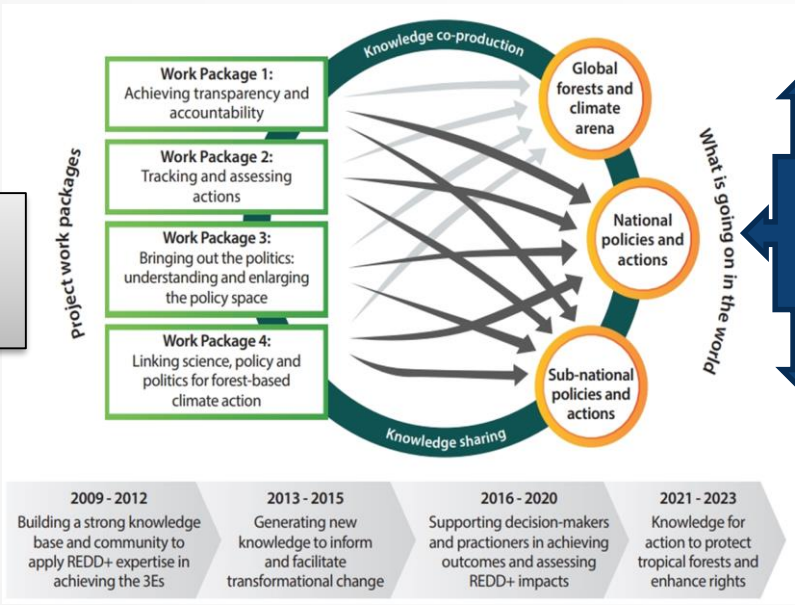 Knowledge co-production
Project work packages
Work Package 1:
Achieving transparency and
accountability
Work Package 2:
Tracking and assessing
actions
Work Package 3:
Bringing out the politics:
understanding and enlarging
the policy space
Work Package 4:
Linking science, policy and
politics for forest-based
climate action
Global
forests and
climate
arena
National
policies and
actions
Sub-national
policies and
actions
What is going on in the world
Knowledge sharing
2009 - 2012
Building a strong knowledge
base and community to
apply REDD+ expertise in
achieving the 3Es
2013 - 2015
Generating new
knowledge to inform
and facilitate
transformational change
2016 - 2020
Supporting decision-makers
and practioners in achieving
outcomes and assessing
REDD+ impacts
2021 - 2023
Knowledge for
action to protect
tropical forests and
enhance rights